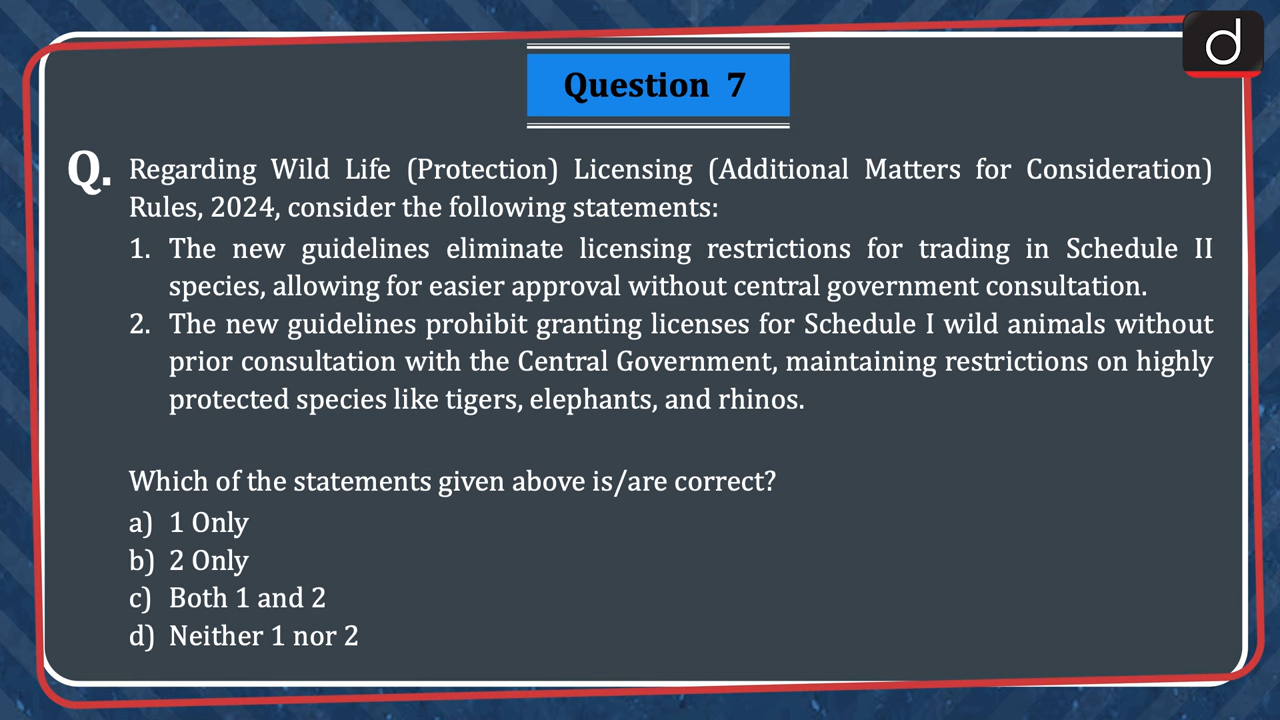 d
Question 7
Q. Regarding Wild Life (Protection) Licensing (Additional Matters for Consideration)
Rules, 2024, consider the following statements:
1. The new guidelines eliminate licensing restrictions for trading in Schedule II
species, allowing for easier approval without central government consultation.
2. The new guidelines prohibit granting licenses for Schedule I wild animals without
prior consultation with the Central Government, maintaining restrictions on highly
protected species like tigers, elephants, and rhinos.
Which of the statements given above is/are correct?
a) 1 Only
b) 2 Only
c) Both 1 and 2
d) Neither 1 nor 2